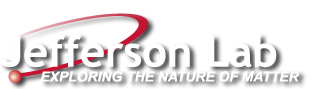 Jefferson Lab
EXPLORING THE NATURE OF MATTER